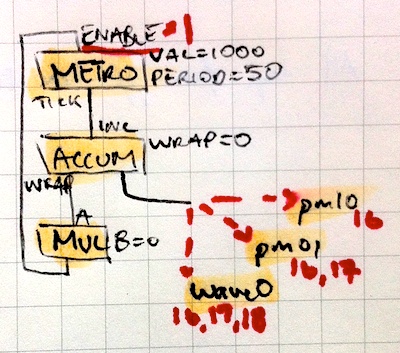 ENABLE 1
METRO VAL=1000
PERIOD=50
TICK
INC
ACCUM WRAP=0
WRAP
A
MUL B=0
pm10
16
pm01
16,17
wave0
16,17,18